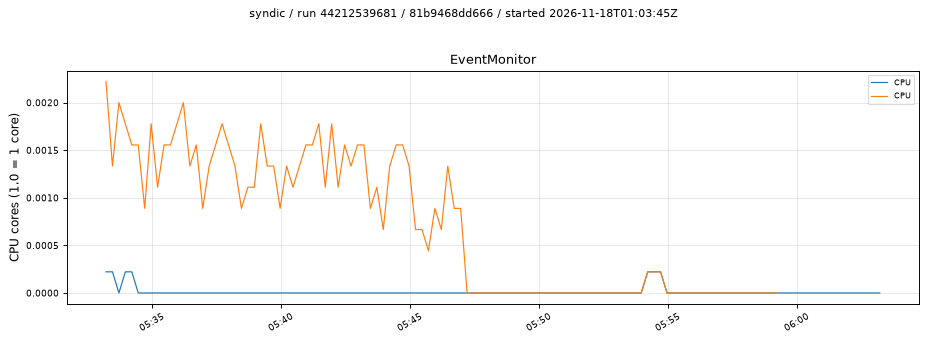 syndic / run 44212539681 / 81b9468dd666 / started 2026-11-18T01:03:45Z
EventMonitor
CPU cores (1.0 = 1 core)
0.0020
0.0015
0.0010
0.0005
0.0000
CPU
CPU
05:35
05:40
05:45
05:50
05:55
06:00